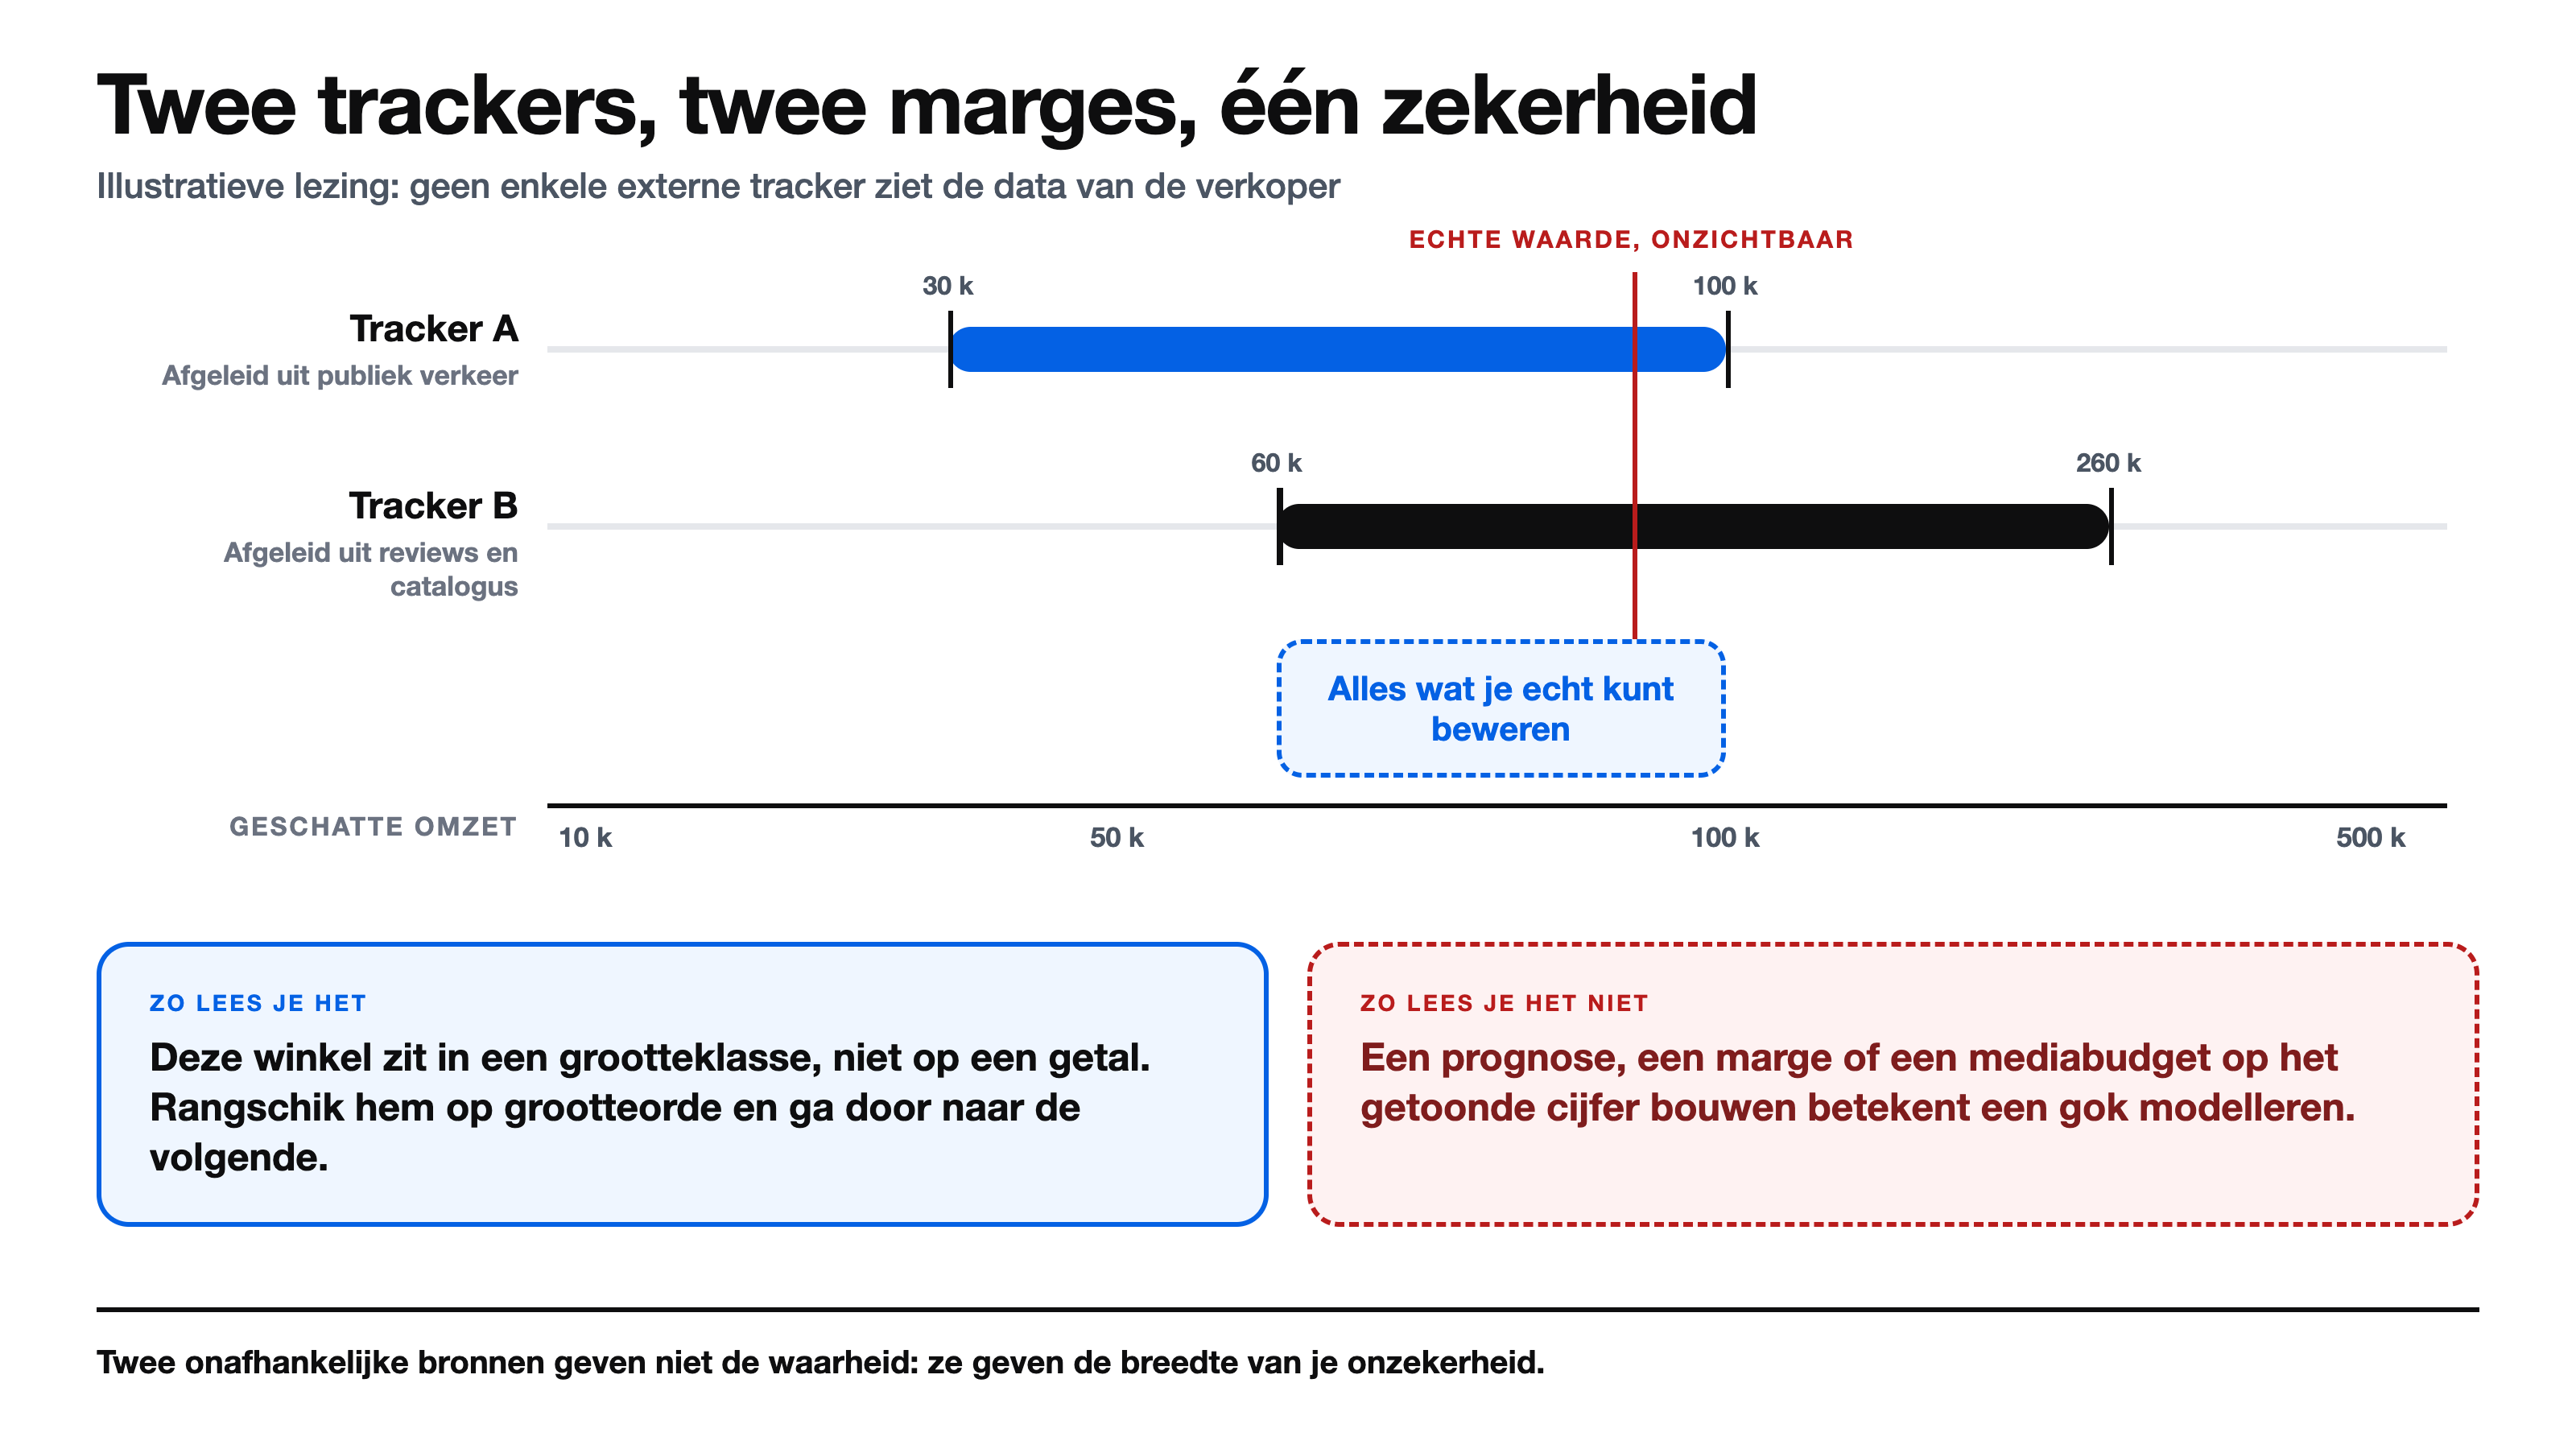 Twee trackers, twee marges, één zekerheid
Illustratieve lezing: geen enkele externe tracker ziet de data van de verkoper
ECHTE WAARDE, ONZICHTBAAR
30 k
100 k
Tracker A
Afgeleid uit publiek verkeer
60 k
260 k
Tracker B
Afgeleid uit reviews en
catalogus
Alles wat je echt kunt
beweren
GESCHATTE OMZET
10 k
50 k
100 k
500 k
ZO LEES JE HET
Deze winkel zit in een grootteklasse, niet op een getal.
Rangschik hem op grootteorde en ga door naar de
volgende.
ZO LEES JE HET NIET
Een prognose, een marge of een mediabudget op het
getoonde cijfer bouwen betekent een gok modelleren.
Twee onafhankelijke bronnen geven niet de waarheid: ze geven de breedte van je onzekerheid.